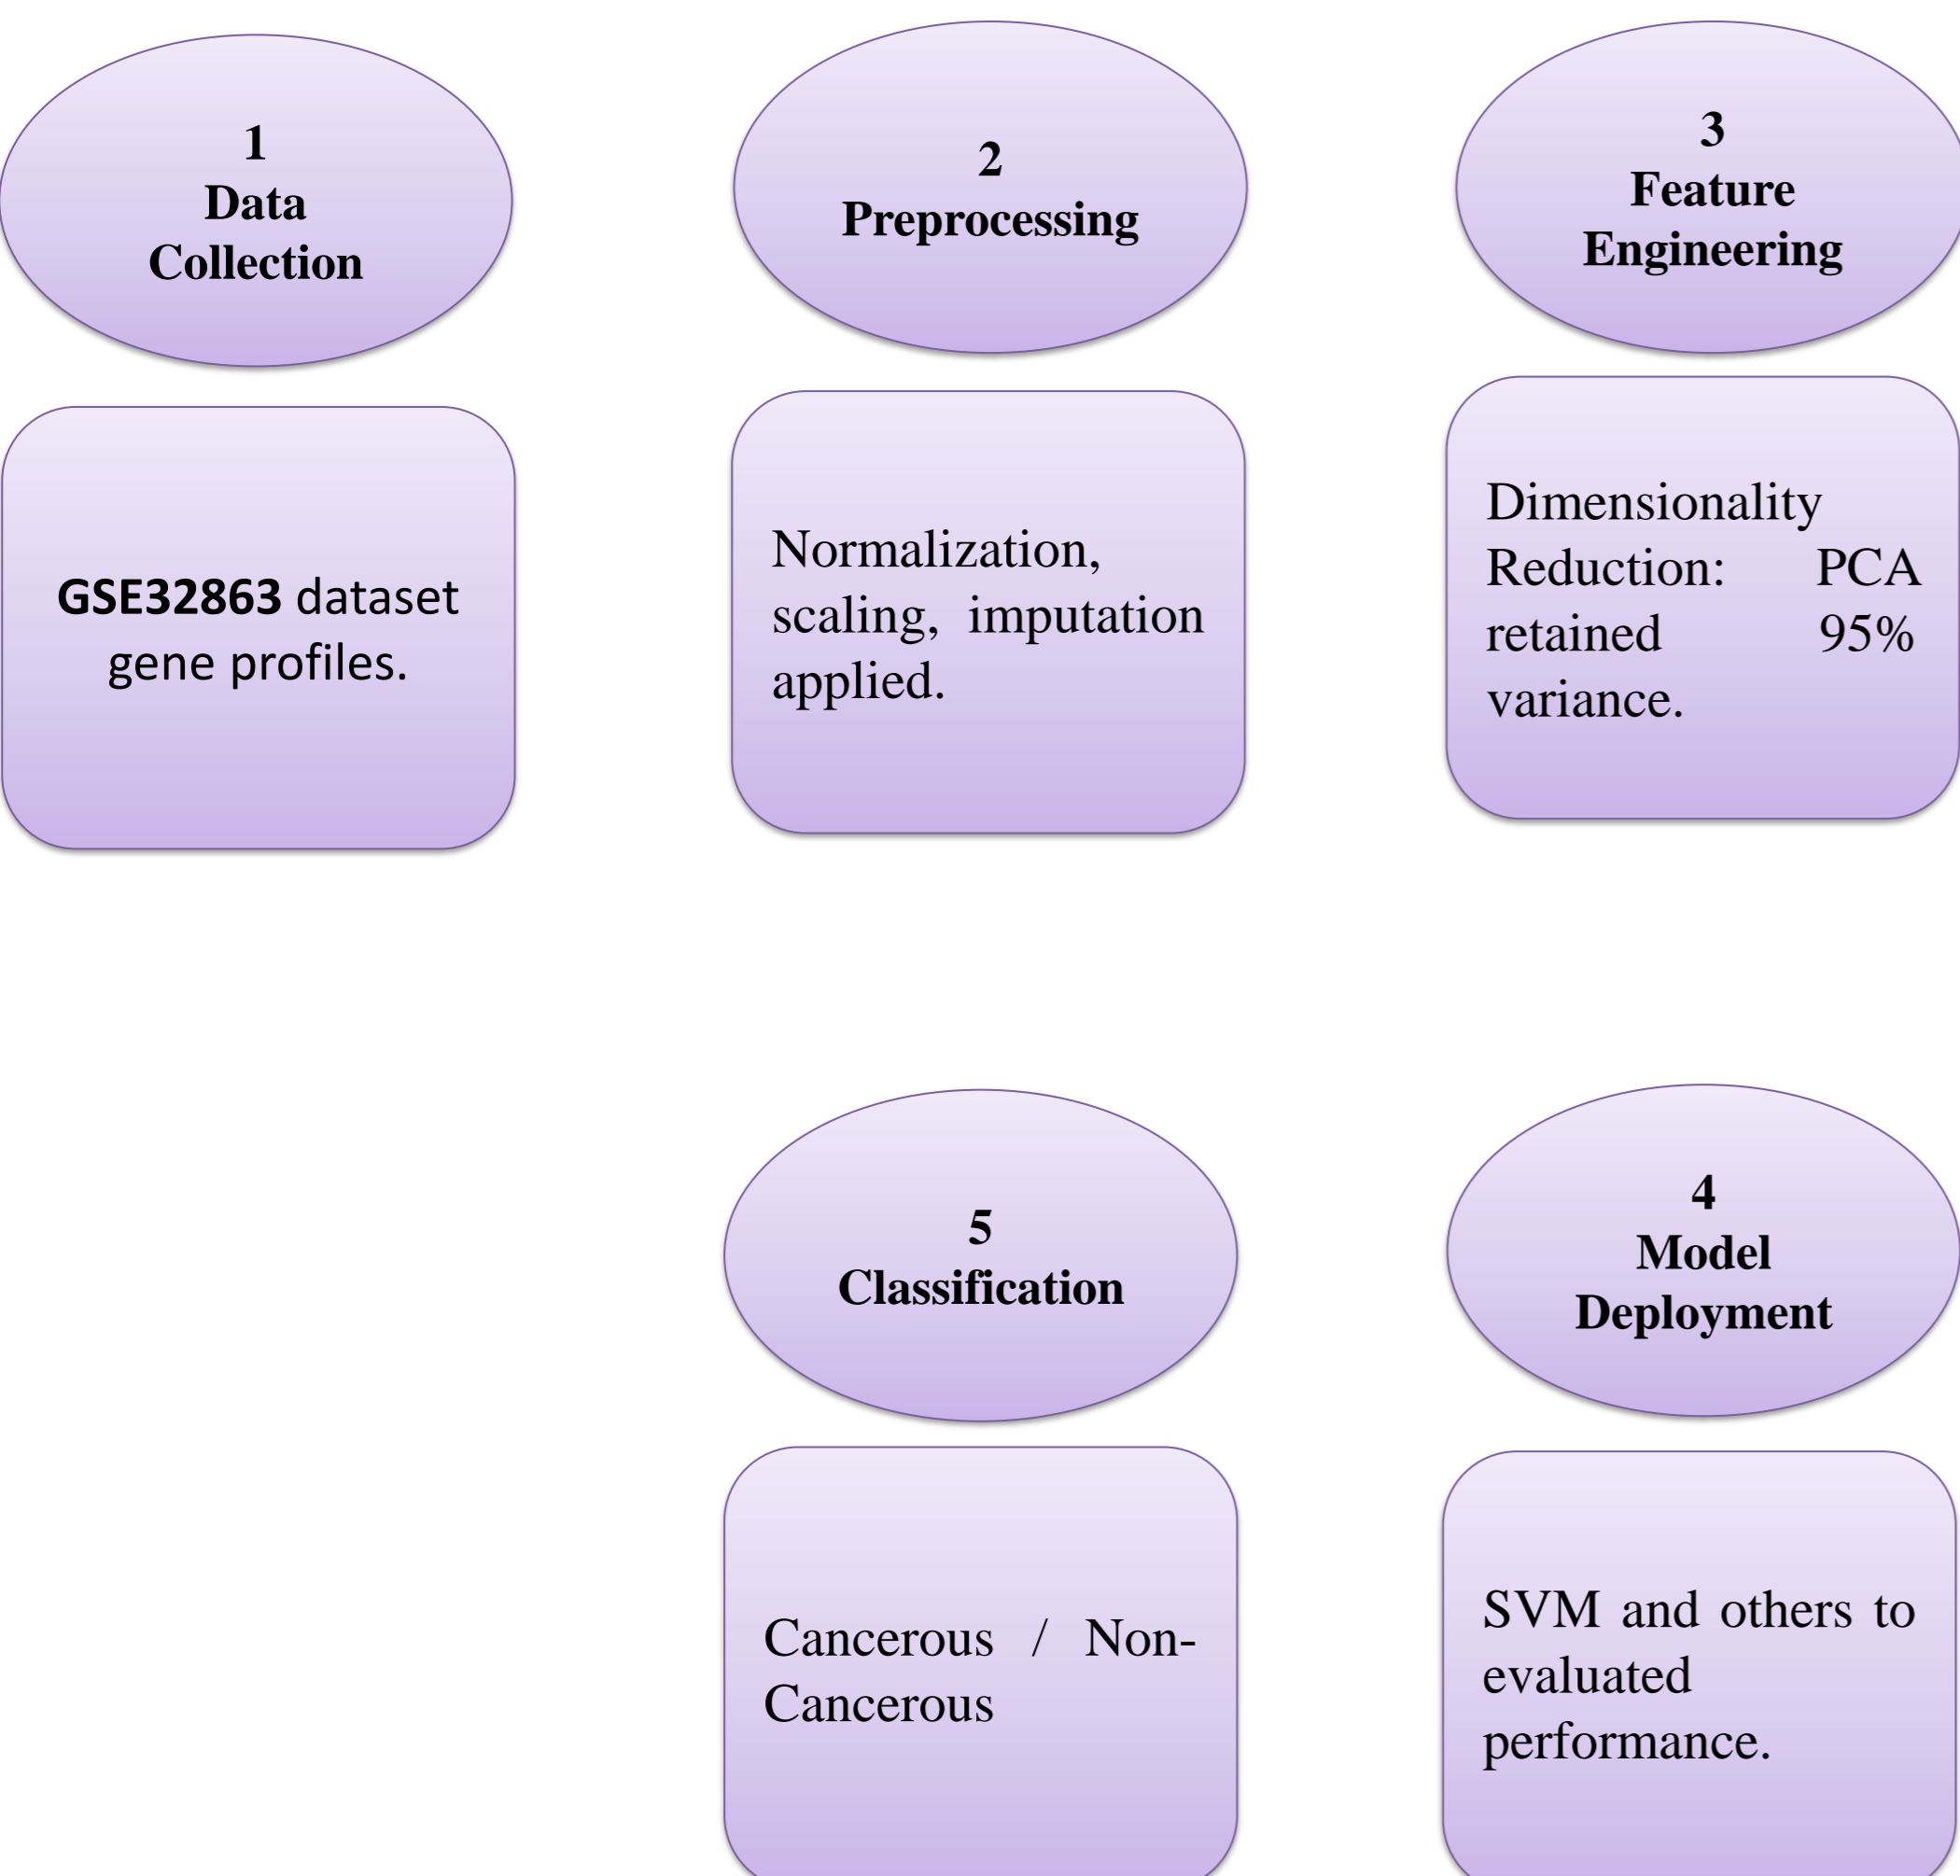 1
Data
Collection
GSE32863 dataset
gene profiles.
2
Preprocessing
Normalization,
scaling, imputation
applied.
3
Feature
Engineering
Dimensionality
Reduction: PCA
retained 95%
variance.
4
Model
Deployment
SVM and others to
evaluated
performance.
5
Classification
Cancerous / Non-
Cancerous